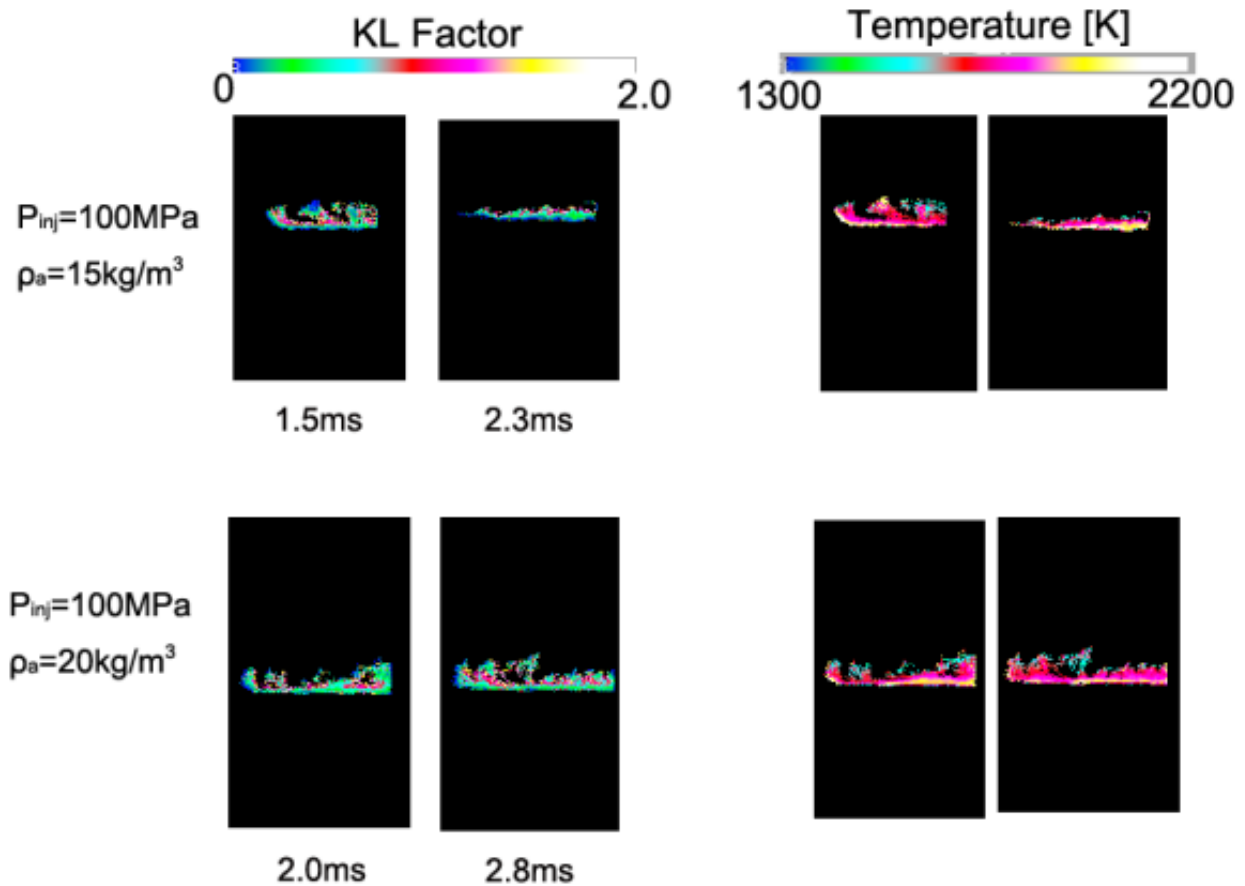 KL Factor
Temperature [K]
0
2.0
1300
2200
Pinj=100MPa
ρa=15kg/m³
1.5ms
2.3ms
Pinj=100MPa
ρa=20kg/m³
2.0ms
2.8ms